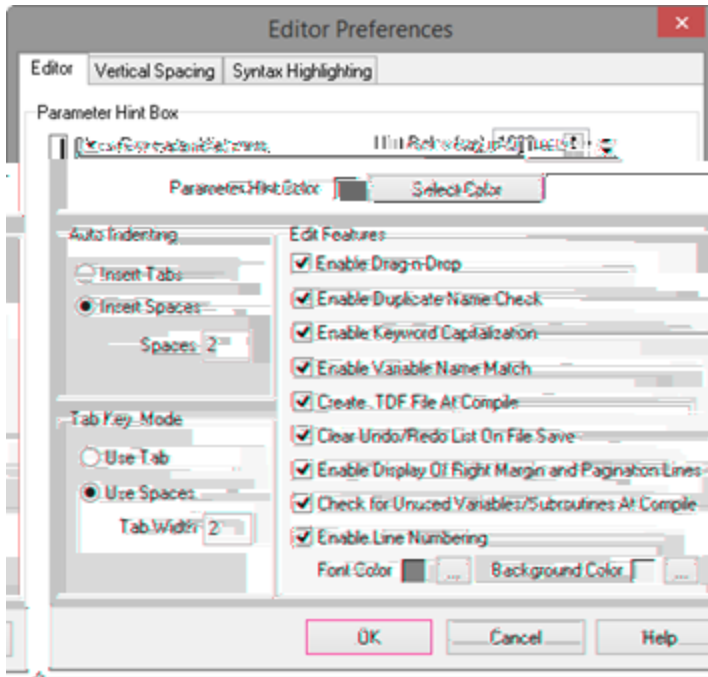 Editor Preferences
Editor Vertical Spacing Syntax Highlighting
Parameter Hint Box
Parameter Hint Color Select Color
Auto Indenting
Insert Tabs
Insert Spaces
Spaces 2
Tab Key Mode
Use Tab
Use Spaces
Tab Width 2
Edit Features
Enable Drag-n-Drop
Enable Duplicate Name Check
Enable Keyword Capitalization
Enable Variable Name Match
Create .TDF File At Compile
Clear Undo/Redo List On File Save
Enable Display Of Right Margin and Pagination Lines
Check for Unused Variables/Subroutines At Compile
Enable Line Numbering
Font Color ... Background Color ...
OK Cancel Help